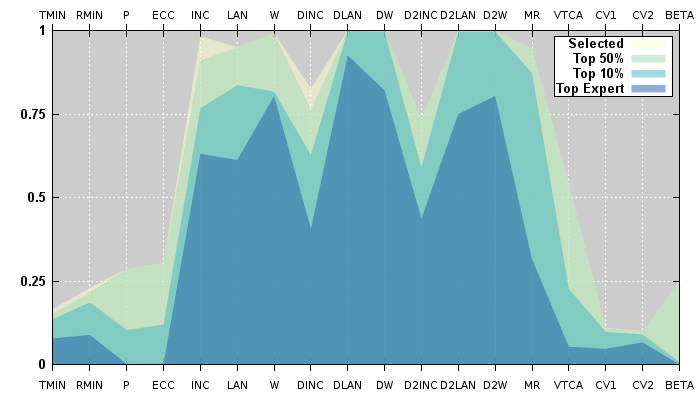 TMIN RMIN P ECC INC LAN W DINC DLAN DW D2INC D2LAN D2W MR VTCA CV1 CV2 BETA
1
Selected
Top 50%
Top 10%
Top Expert
0.75
0.5
0.25
0
TMIN RMIN P ECC INC LAN W DINC DLAN DW D2INC D2LAN D2W MR VTCA CV1 CV2 BETA